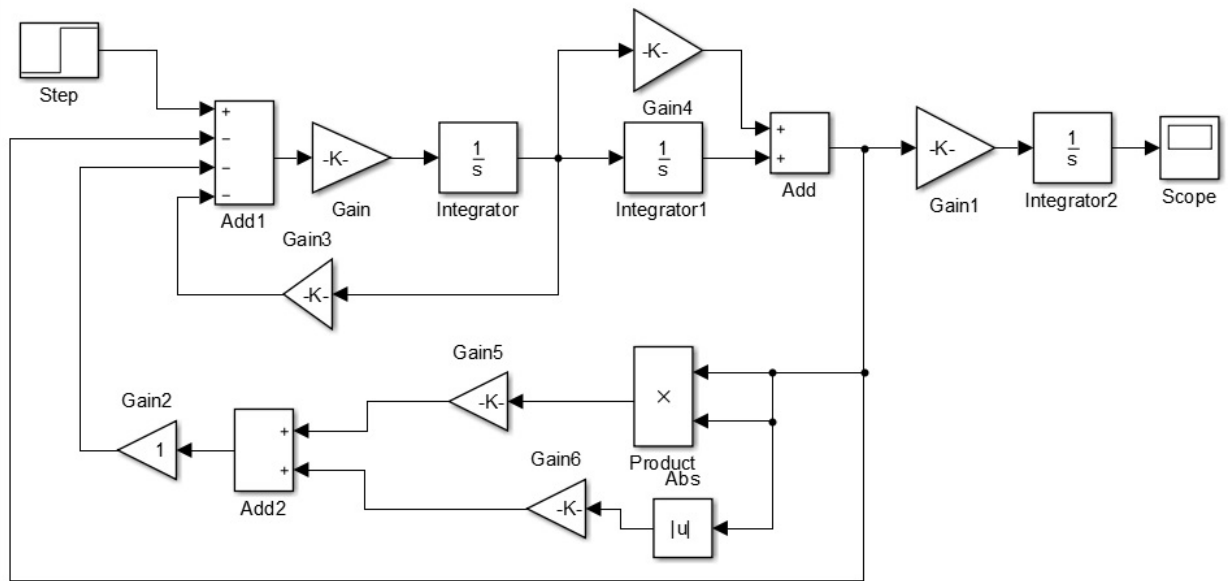 Step
+
−
−
−
Add1
-K-
Gain
1
s
Integrator
-K-
Gain4
1
s
Integrator1
+
+
Add
-K-
Gain1
1
s
Integrator2
Scope
Gain3
-K-
Gain5
-K-
×
Product
Gain2
1
+
+
Add2
Gain6
-K-
Abs
|u|